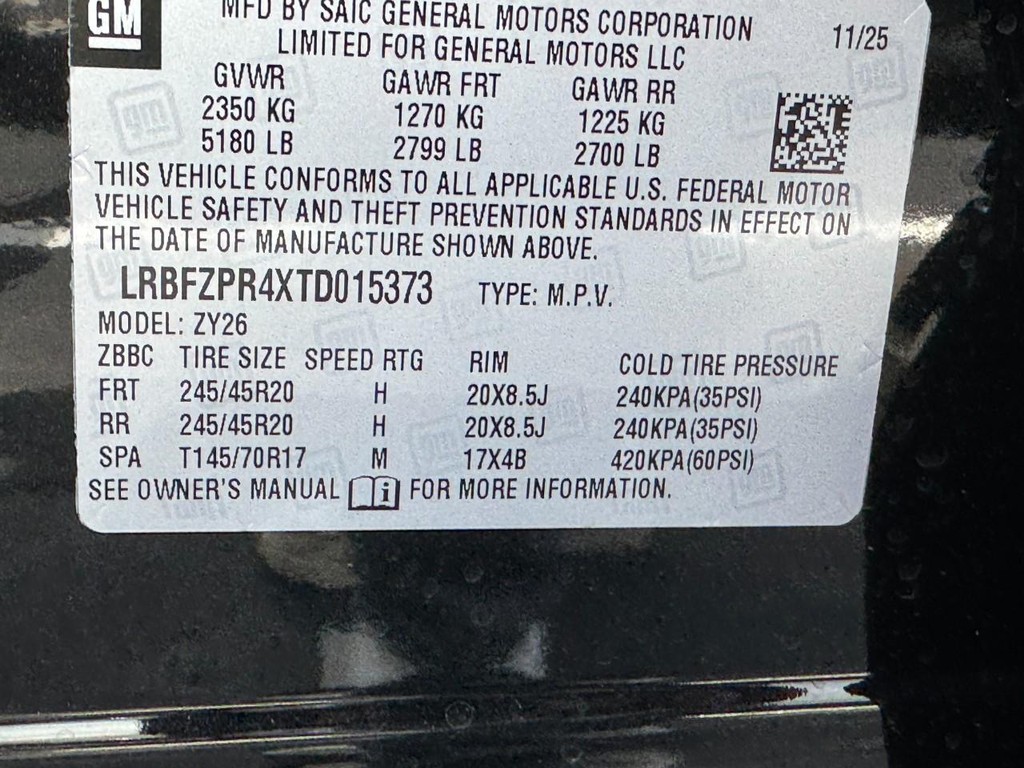 GM
MFD BY SAIC GENERAL MOTORS CORPORATION
LIMITED FOR GENERAL MOTORS LLC
11/25
GVWR GAWR FRT GAWR RR
2350 KG 1270 KG 1225 KG
5180 LB 2799 LB 2700 LB
THIS VEHICLE CONFORMS TO ALL APPLICABLE U.S. FEDERAL MOTOR
VEHICLE SAFETY AND THEFT PREVENTION STANDARDS IN EFFECT ON
THE DATE OF MANUFACTURE SHOWN ABOVE.
LRBFZPR4XTD015373 TYPE: M.P.V.
MODEL: ZY26
ZBBC TIRE SIZE SPEED RTG RIM COLD TIRE PRESSURE
FRT 245/45R20 H 20X8.5J 240KPA(35PSI)
RR 245/45R20 H 20X8.5J 240KPA(35PSI)
SPA T145/70R17 M 17X4B 420KPA(60PSI)
SEE OWNER'S MANUAL i FOR MORE INFORMATION.